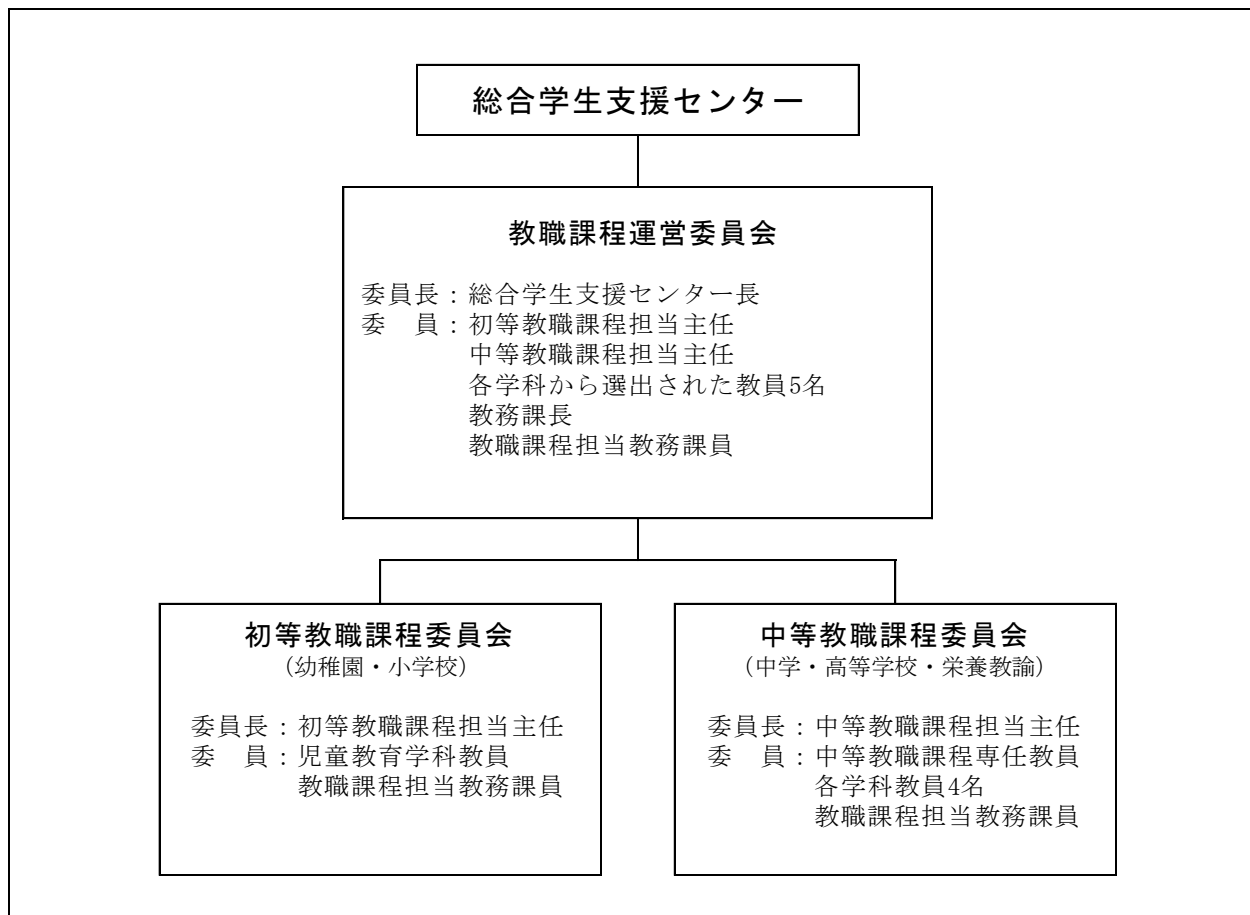 総合学生支援センター
教職課程運営委員会
委員長：総合学生支援センター長
委　員：初等教職課程担当主任
中等教職課程担当主任
各学科から選出された教員5名
教務課長
教職課程担当教務課員
初等教職課程委員会
（幼稚園・小学校）
委員長：初等教職課程担当主任
委　員：児童教育学科教員
教職課程担当教務課員
中等教職課程委員会
（中学・高等学校・栄養教諭）
委員長：中等教職課程担当主任
委　員：中等教職課程専任教員
各学科教員4名
教職課程担当教務課員